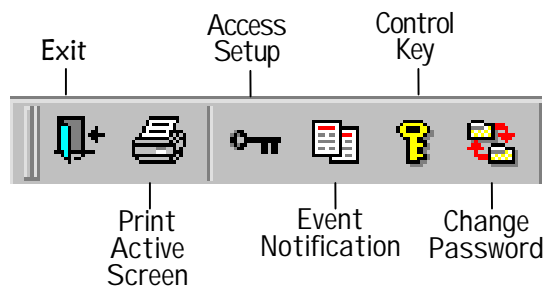 Exit
Access
Setup
Control
Key
Print
Active
Screen
Event
Notification
Change
Password